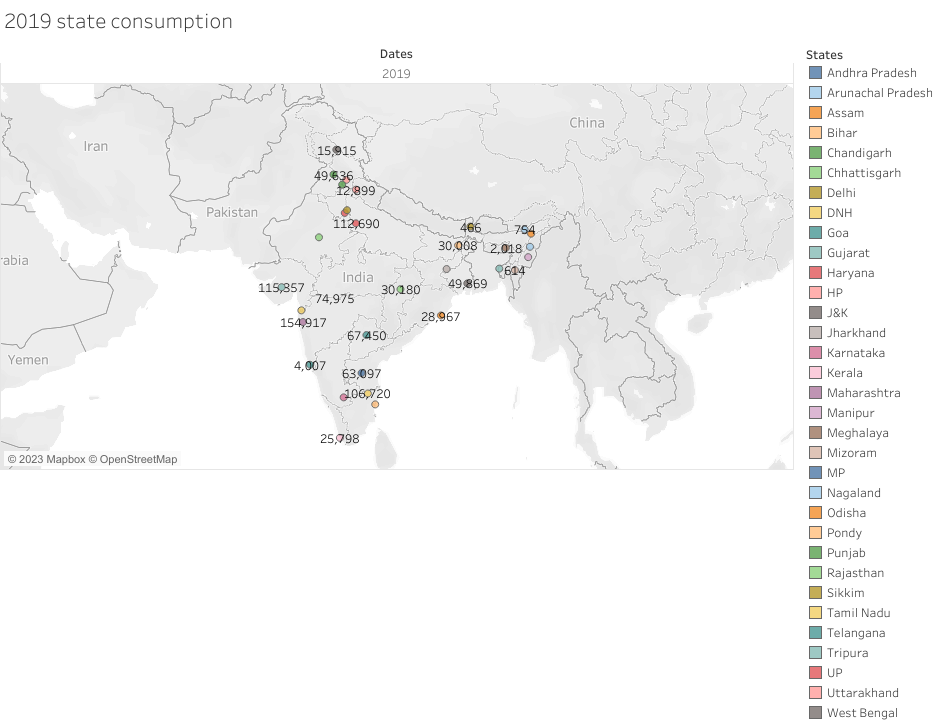 2019 state consumption
Dates
2019
States
Iran
China
Pakistan
rabia
India
Yemen
15,915
49,636
12,899
112,690
466
754
30,008
2,018
614
115,357
74,975
30,180
49,869
154,917
28,967
67,450
4,007
63,097
106,720
25,798
© 2023 Mapbox © OpenStreetMap
Andhra Pradesh
Arunachal Pradesh
Assam
Bihar
Chandigarh
Chhattisgarh
Delhi
DNH
Goa
Gujarat
Haryana
HP
J&K
Jharkhand
Karnataka
Kerala
Maharashtra
Manipur
Meghalaya
Mizoram
MP
Nagaland
Odisha
Pondy
Punjab
Rajasthan
Sikkim
Tamil Nadu
Telangana
Tripura
UP
Uttarakhand
West Bengal